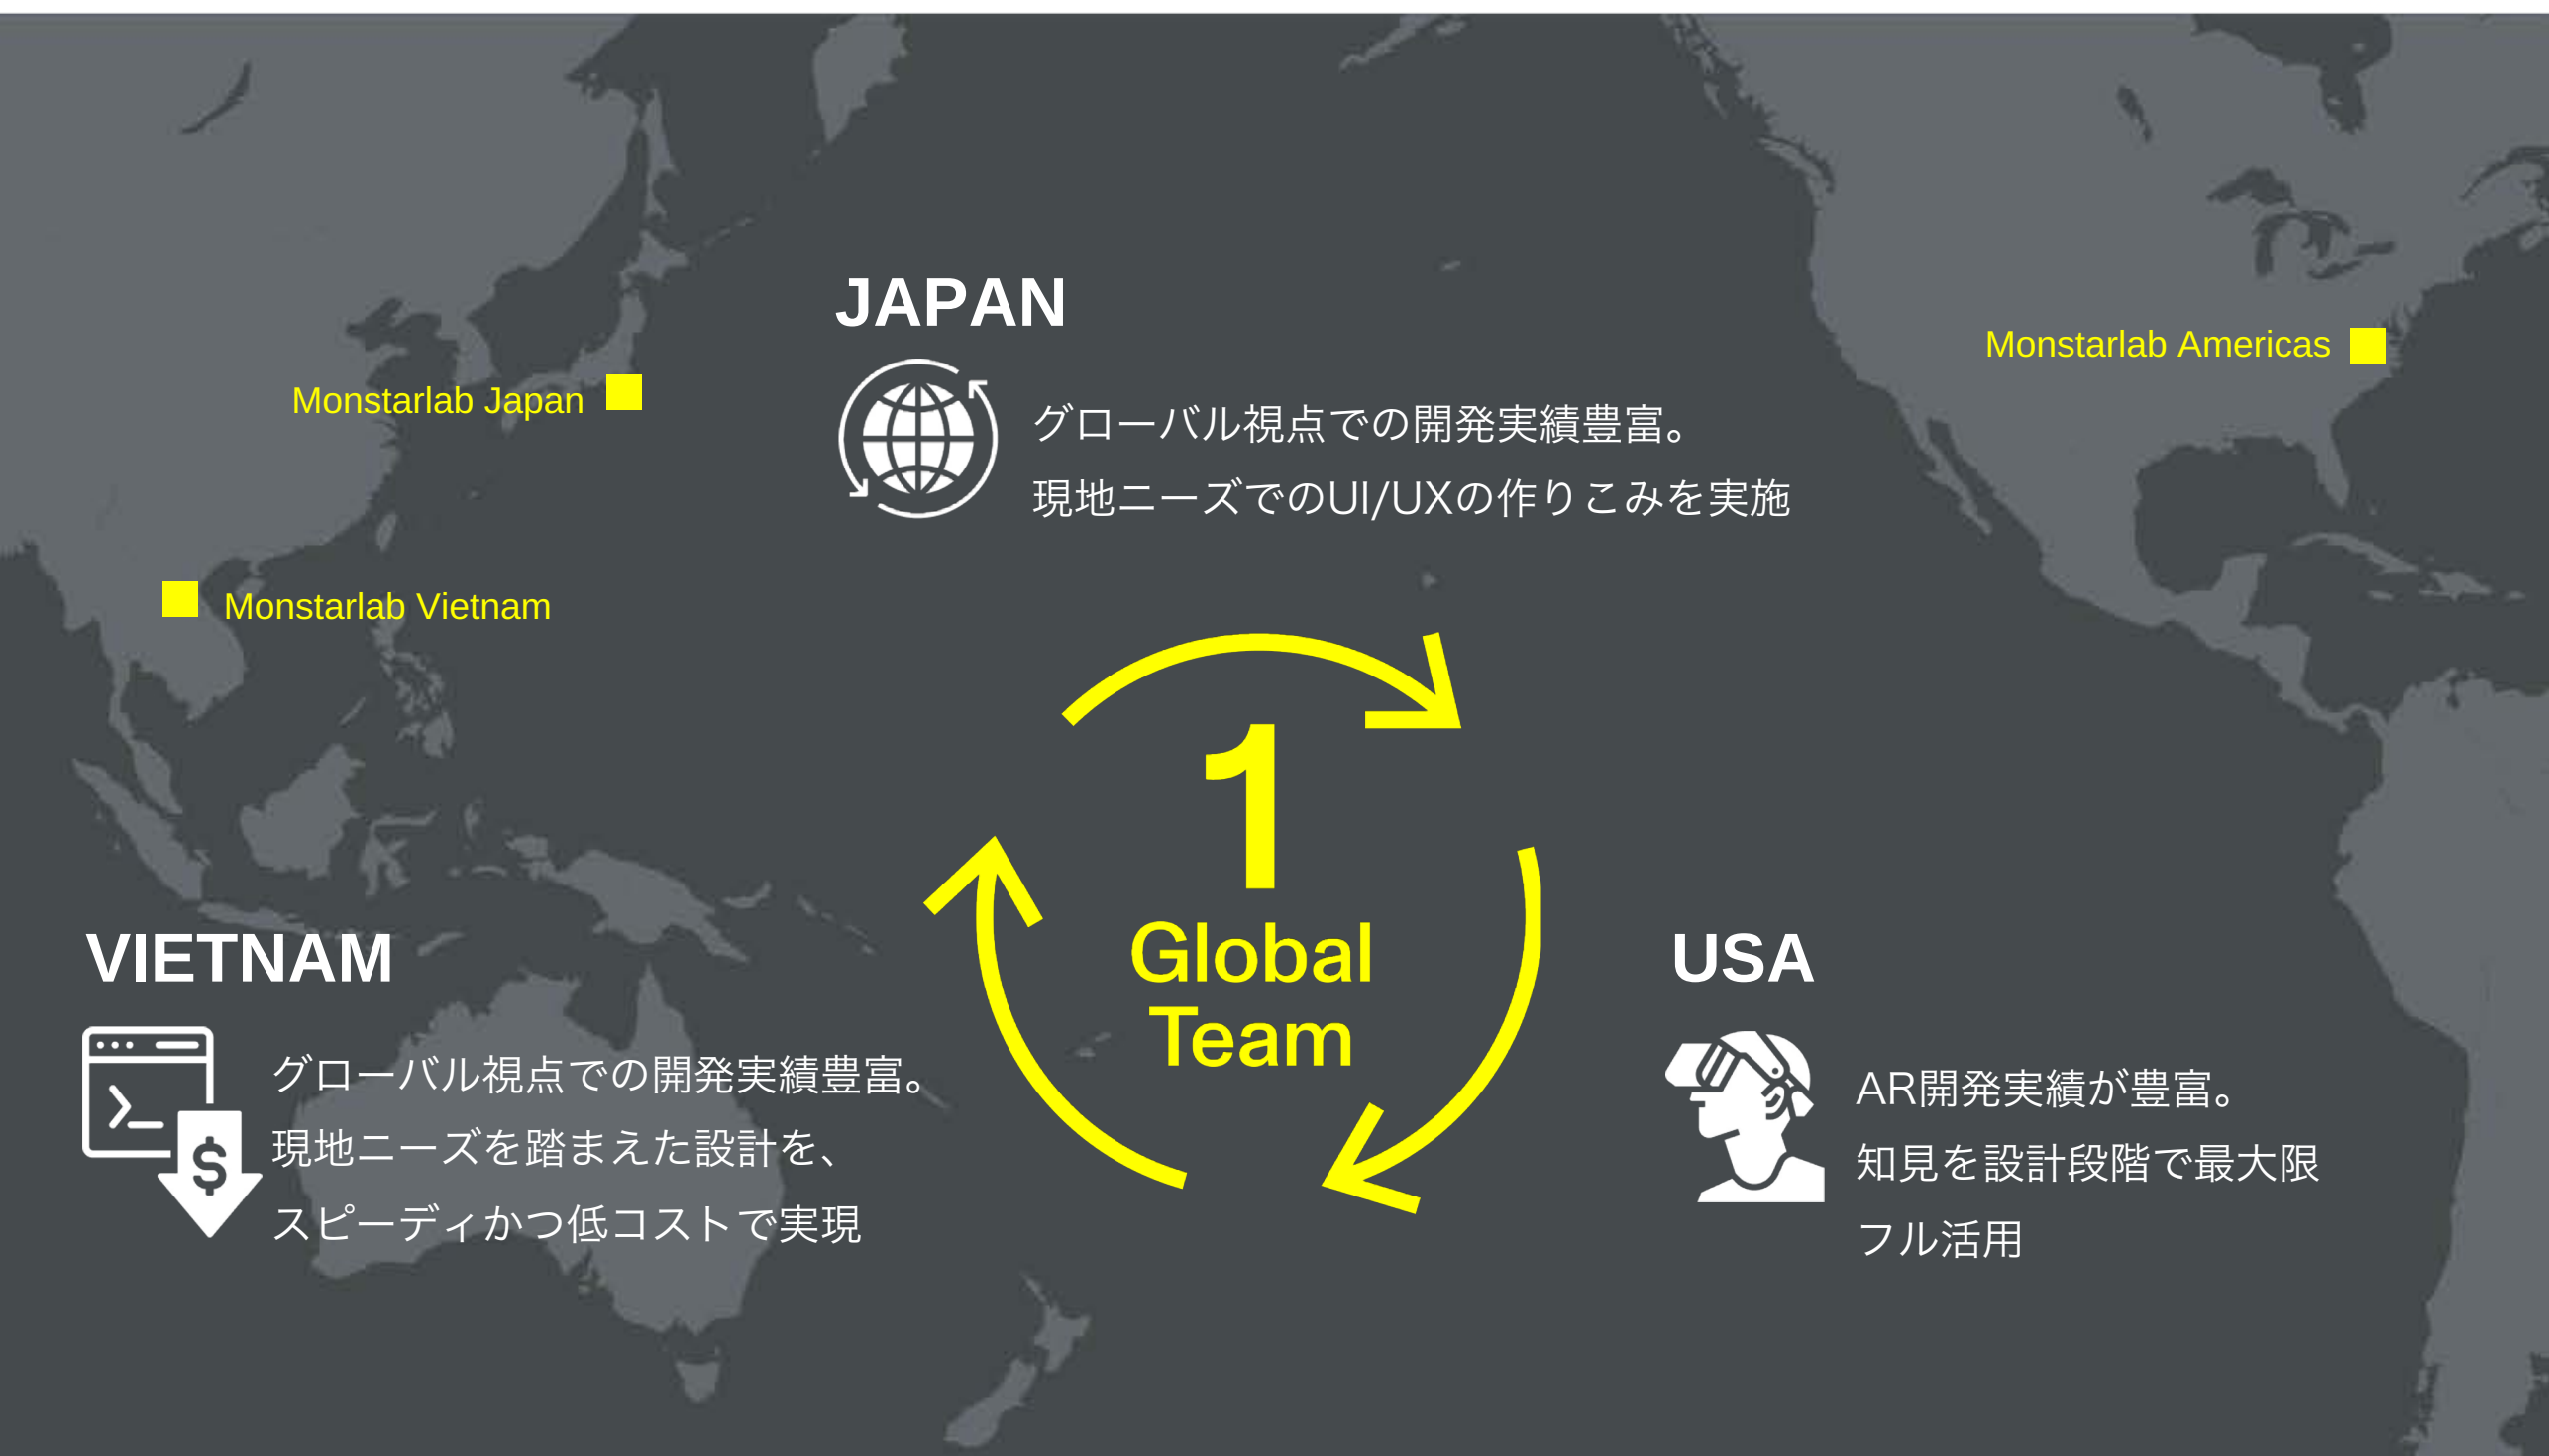 JAPAN
Monstarlab Americas
Monstarlab Japan
グローバル視点での開発実績豊富。
現地ニーズでのUI/UXの作りこみを実施
Monstarlab Vietnam
1
Global
Team
VIETNAM
グローバル視点での開発実績豊富。
現地ニーズを踏まえた設計を、
スピーディかつ低コストで実現
$
USA
AR開発実績が豊富。
知見を設計段階で最大限
フル活用